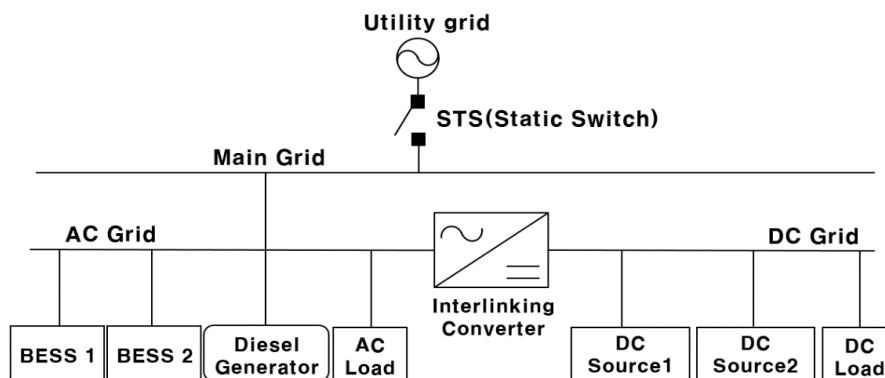 Utility grid
STS(Static Switch)
Main Grid
AC Grid
DC Grid
Interlinking
Converter
BESS 1
BESS 2
Diesel
Generator
AC
Load
DC
Source1
DC
Source2
DC
Load